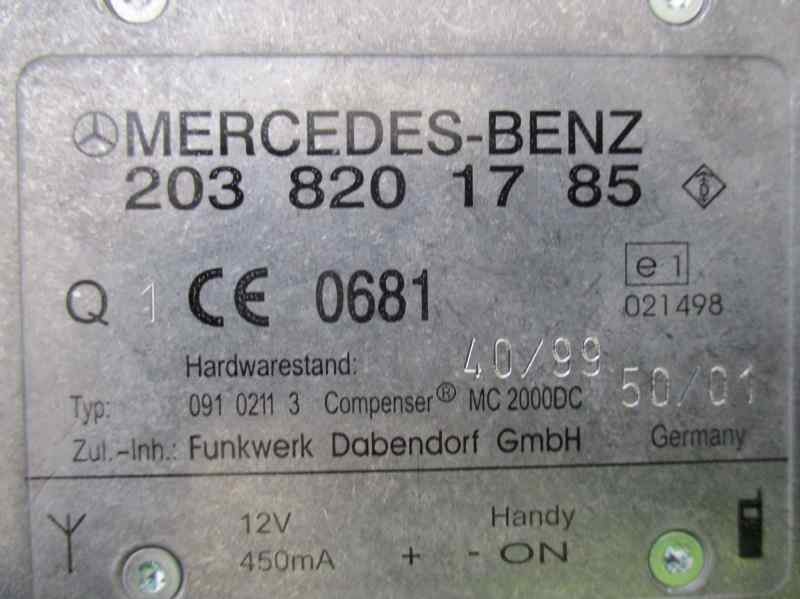 MERCEDES-BENZ
203 820 17 85
Q 1 CE 0681
e1
021498
Hardwarestand: 40/99
Typ: 091 0211 3 Compenser® MC 2000DC 50/01
Zul.-Inh.: Funkwerk Dabendorf GmbH Germany
12V Handy
450mA + - ON